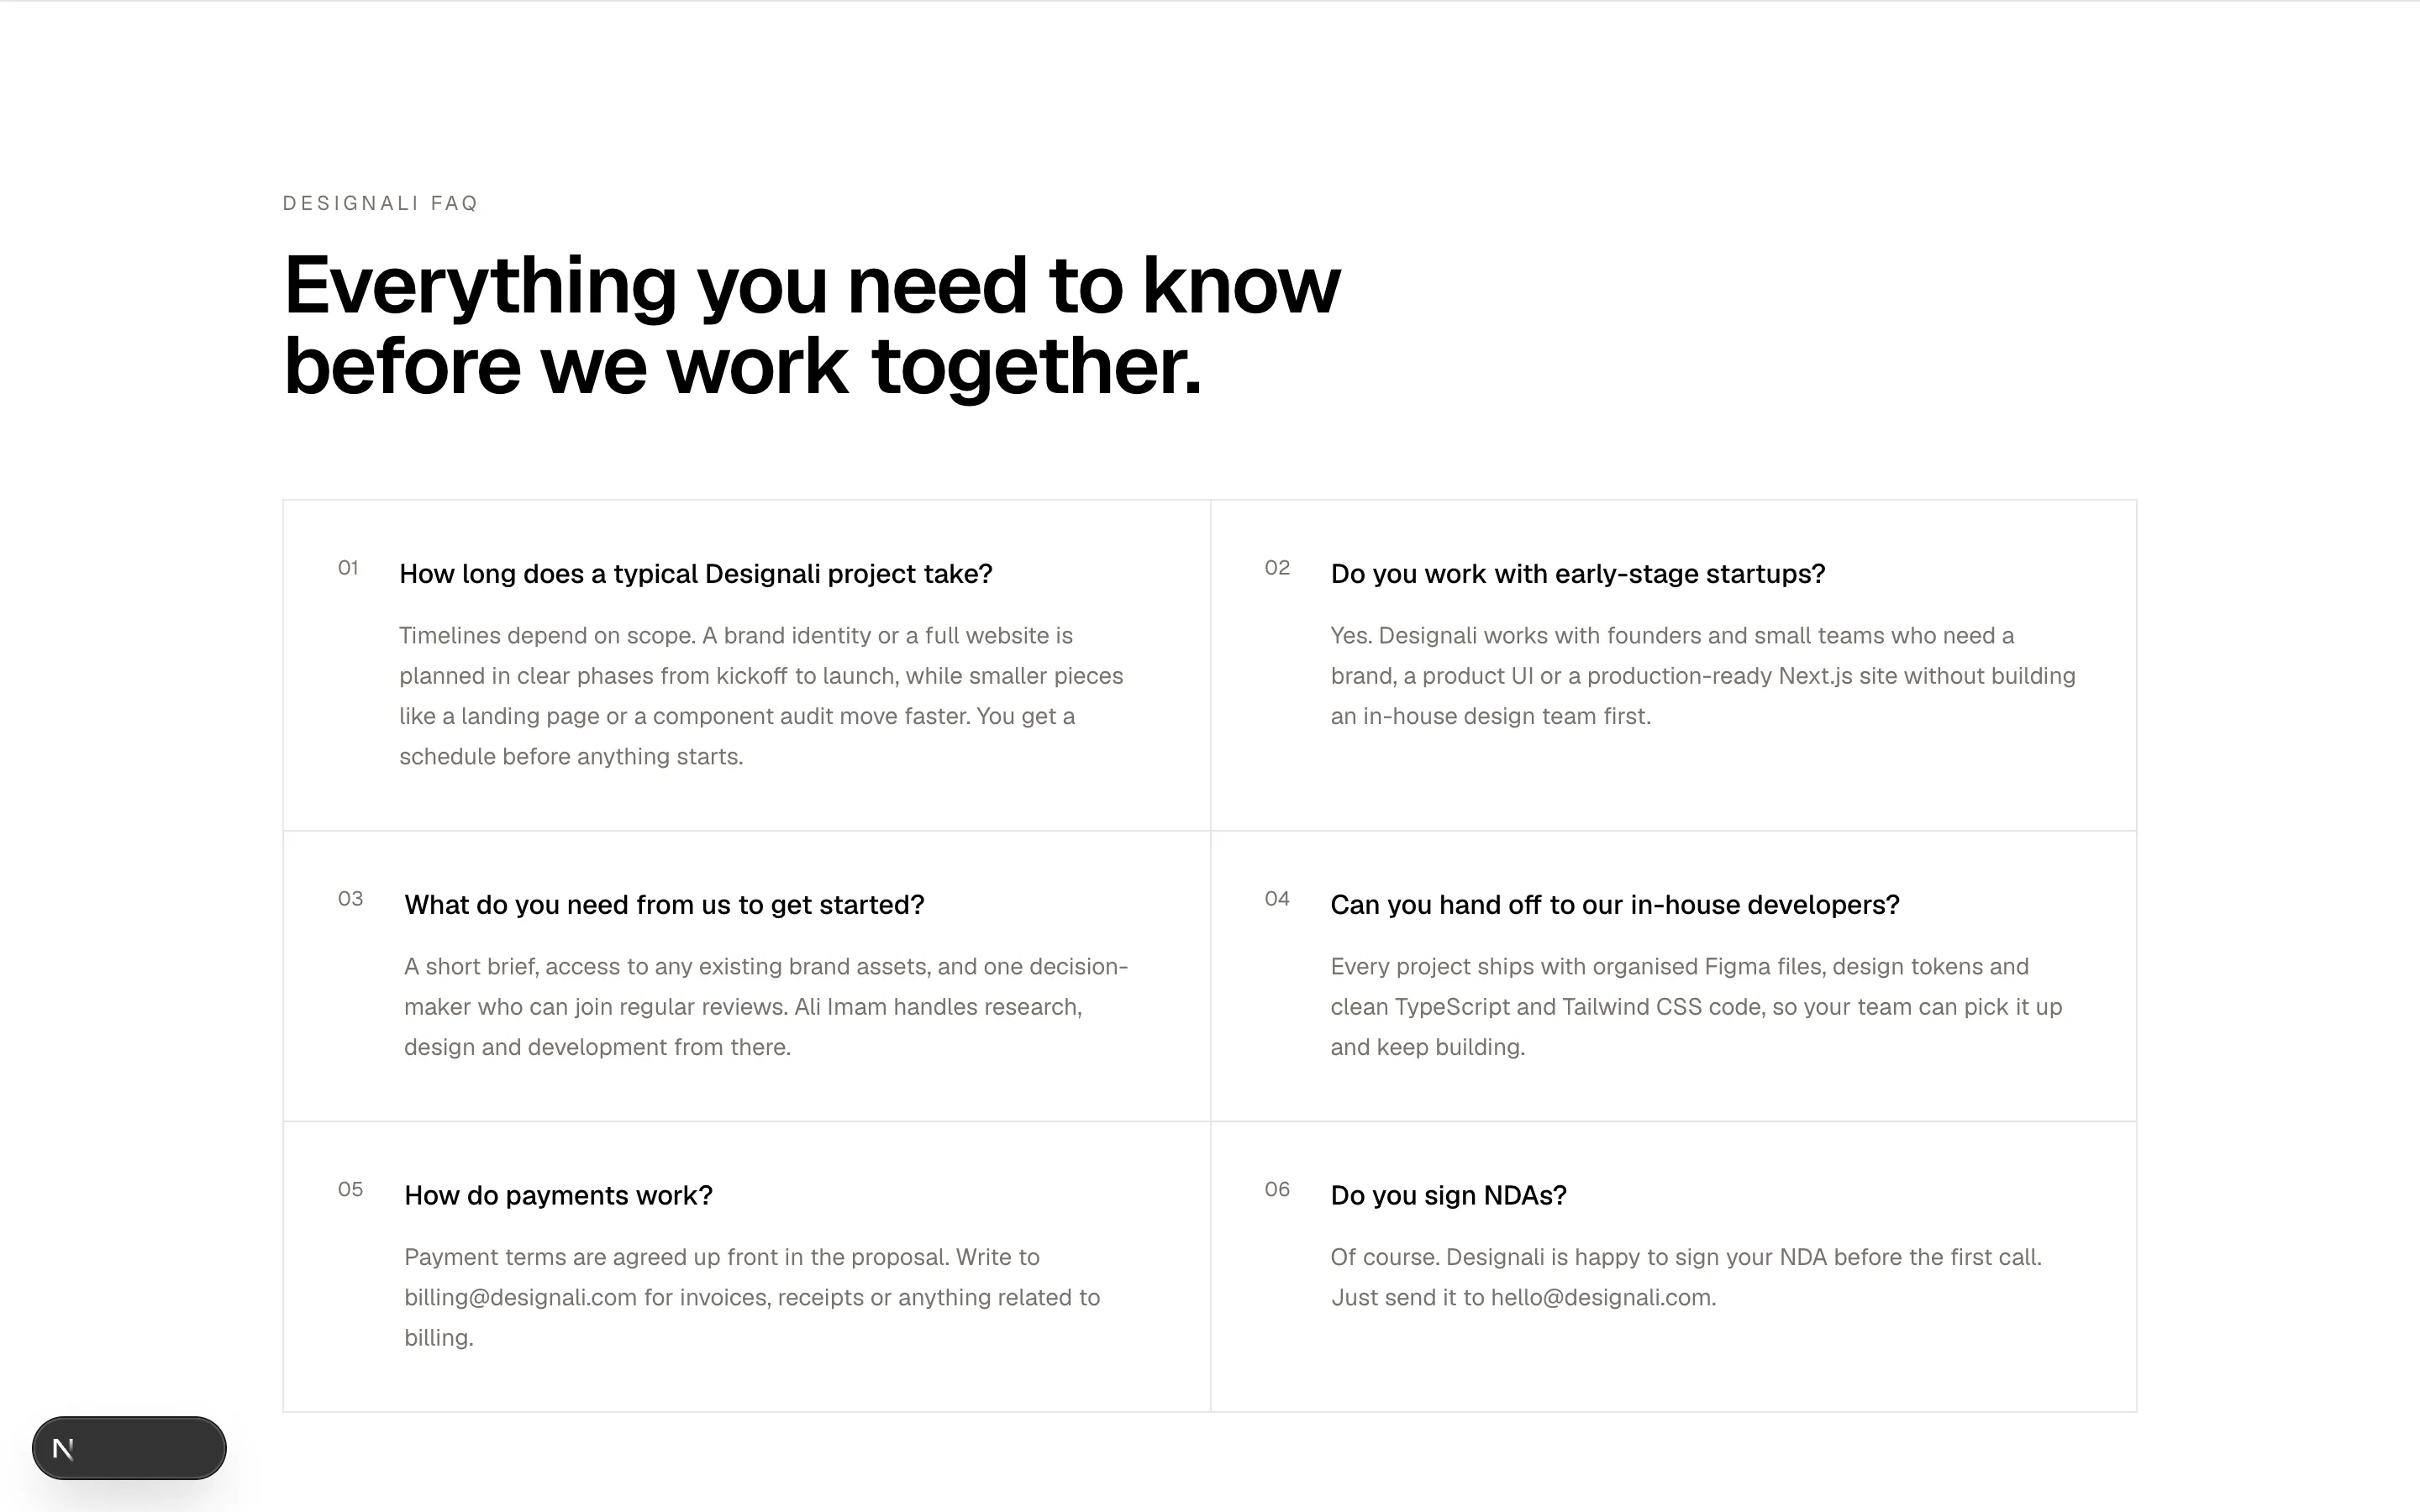 DESIGNALI FAQ
Everything you need to know
before we work together.
01
How long does a typical Designali project take?
Timelines depend on scope. A brand identity or a full website is
planned in clear phases from kickoff to launch, while smaller pieces
like a landing page or a component audit move faster. You get a
schedule before anything starts.
02
Do you work with early-stage startups?
Yes. Designali works with founders and small teams who need a
brand, a product UI or a production-ready Next.js site without building
an in-house design team first.
03
What do you need from us to get started?
A short brief, access to any existing brand assets, and one decision-
maker who can join regular reviews. Ali Imam handles research,
design and development from there.
04
Can you hand off to our in-house developers?
Every project ships with organised Figma files, design tokens and
clean TypeScript and Tailwind CSS code, so your team can pick it up
and keep building.
05
How do payments work?
Payment terms are agreed up front in the proposal. Write to
billing@designali.com for invoices, receipts or anything related to
billing.
06
Do you sign NDAs?
Of course. Designali is happy to sign your NDA before the first call.
Just send it to hello@designali.com.
N